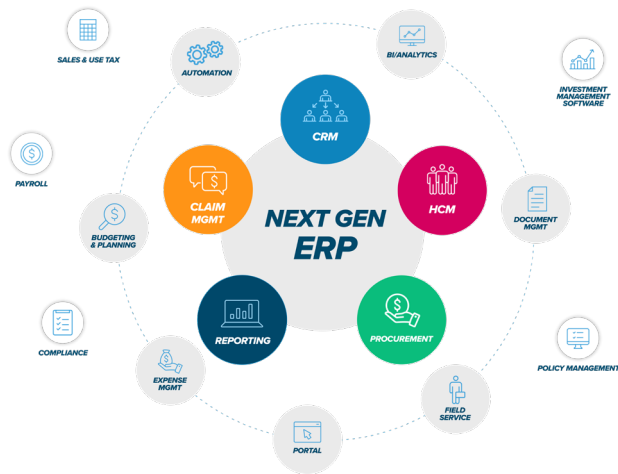 SALES & USE TAX
AUTOMATION
BI/ANALYTICS
INVESTMENT
MANAGEMENT
SOFTWARE
CRM
PAYROLL
CLAIM
MGMT
HCM
BUDGETING
& PLANNING
NEXT GEN
ERP
DOCUMENT
MGMT
COMPLIANCE
REPORTING
PROCUREMENT
POLICY MANAGEMENT
EXPENSE
MGMT
FIELD
SERVICE
PORTAL